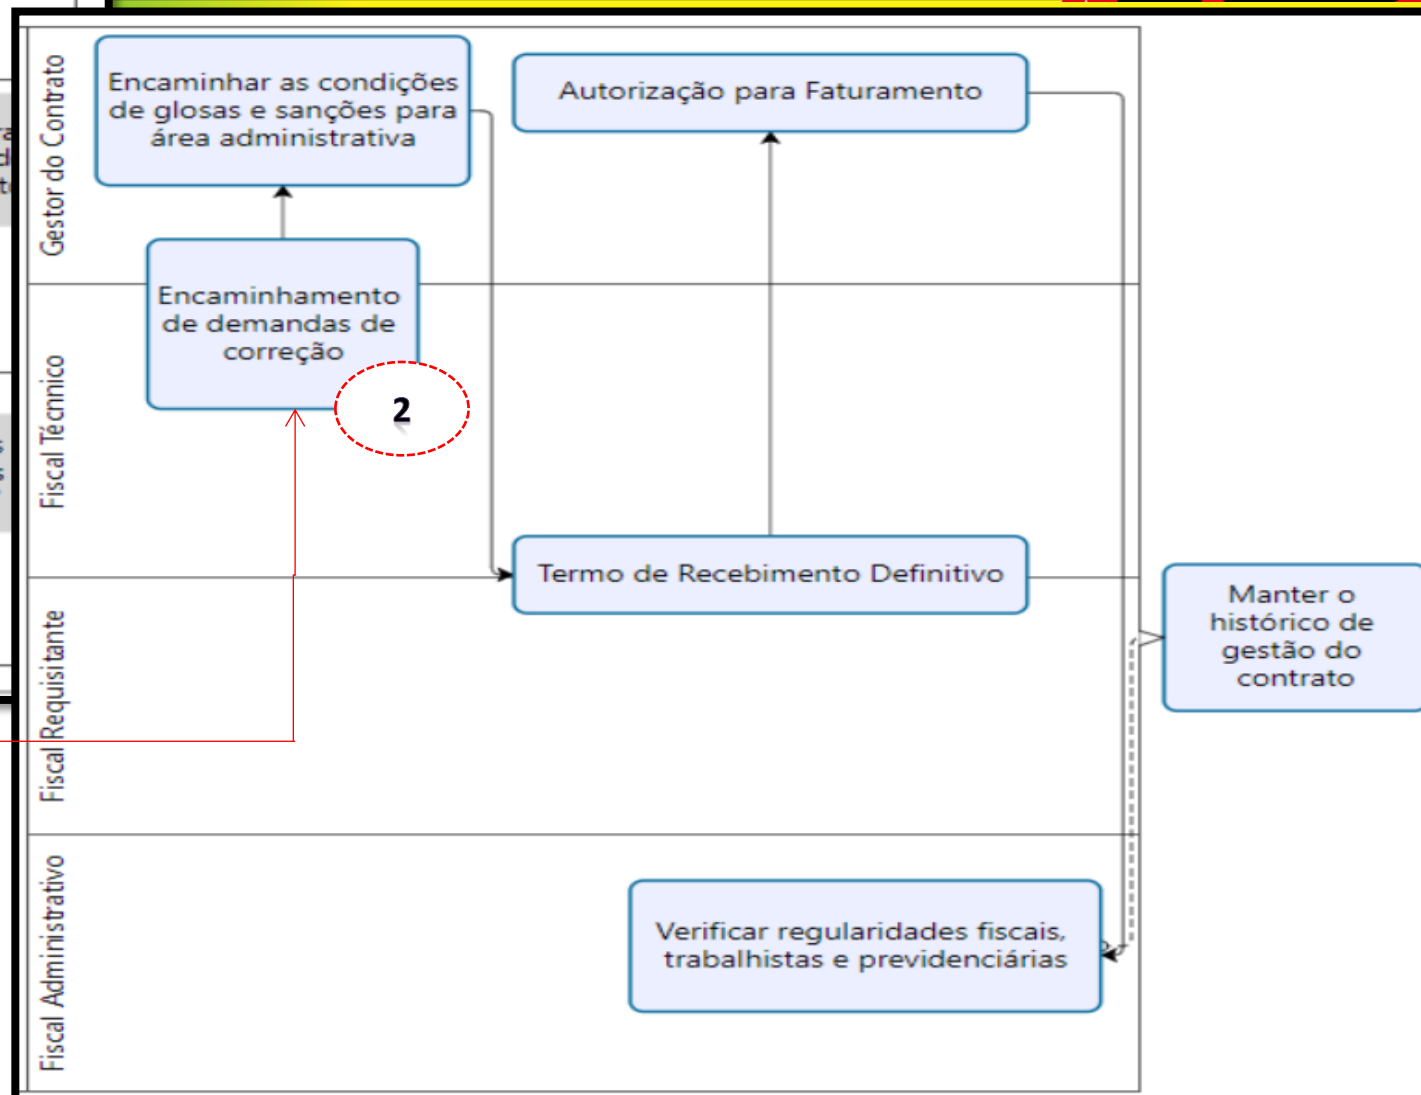 Gestor do Contrato
Encaminhar as condições
de glosas e sanções para
área administrativa
Autorização para Faturamento
Encaminhamento
de demandas de
correção
2
Fiscal Técnnico
Termo de Recebimento Definitivo
Fiscal Requisitante
Manter o
histórico de
gestão do
contrato
Fiscal Administrativo
Verificar regularidades fiscais,
trabalhistas e previdenciárias